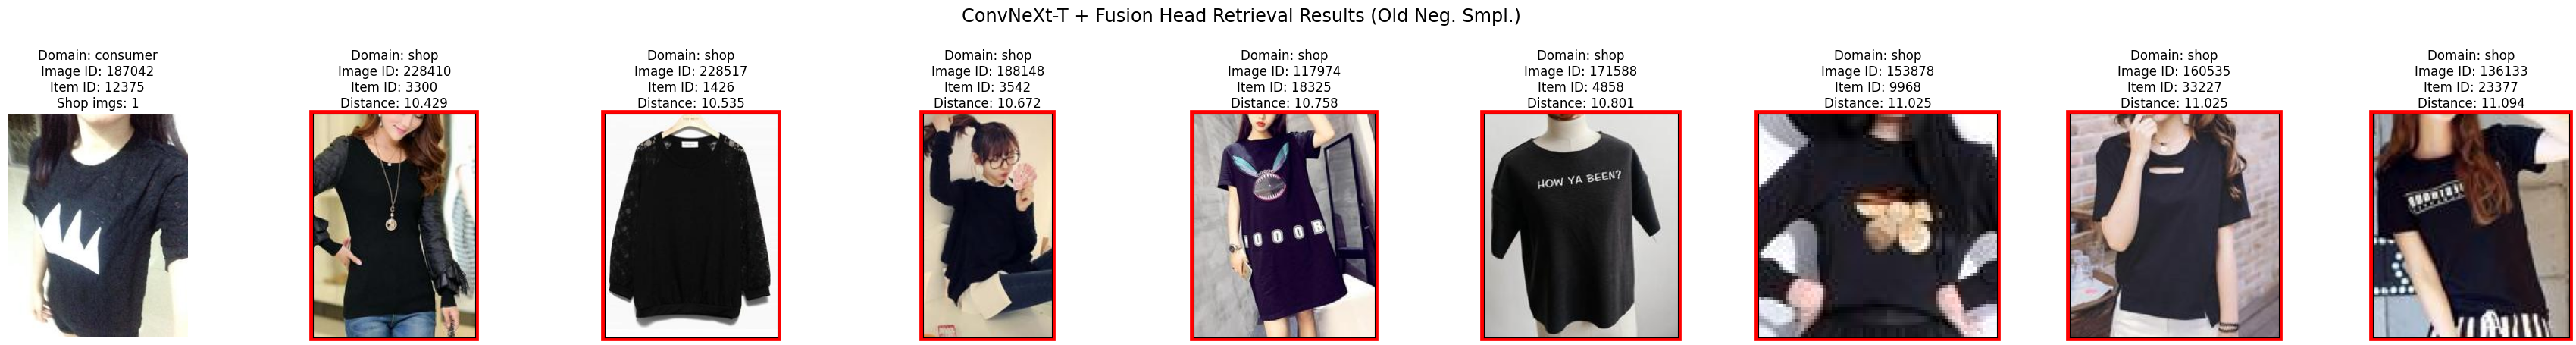 ConvNeXt-T + Fusion Head Retrieval Results (Old Neg. Smpl.)
Domain: consumer
Image ID: 187042
Item ID: 12375
Shop imgs: 1
Domain: shop
Image ID: 228410
Item ID: 3300
Distance: 10.429
Domain: shop
Image ID: 228517
Item ID: 1426
Distance: 10.535
Domain: shop
Image ID: 188148
Item ID: 3542
Distance: 10.672
Domain: shop
Image ID: 117974
Item ID: 18325
Distance: 10.758
Domain: shop
Image ID: 171588
Item ID: 4858
Distance: 10.801
Domain: shop
Image ID: 153878
Item ID: 9968
Distance: 11.025
Domain: shop
Image ID: 160535
Item ID: 33227
Distance: 11.025
Domain: shop
Image ID: 136133
Item ID: 23377
Distance: 11.094
HOW YA BEEN?